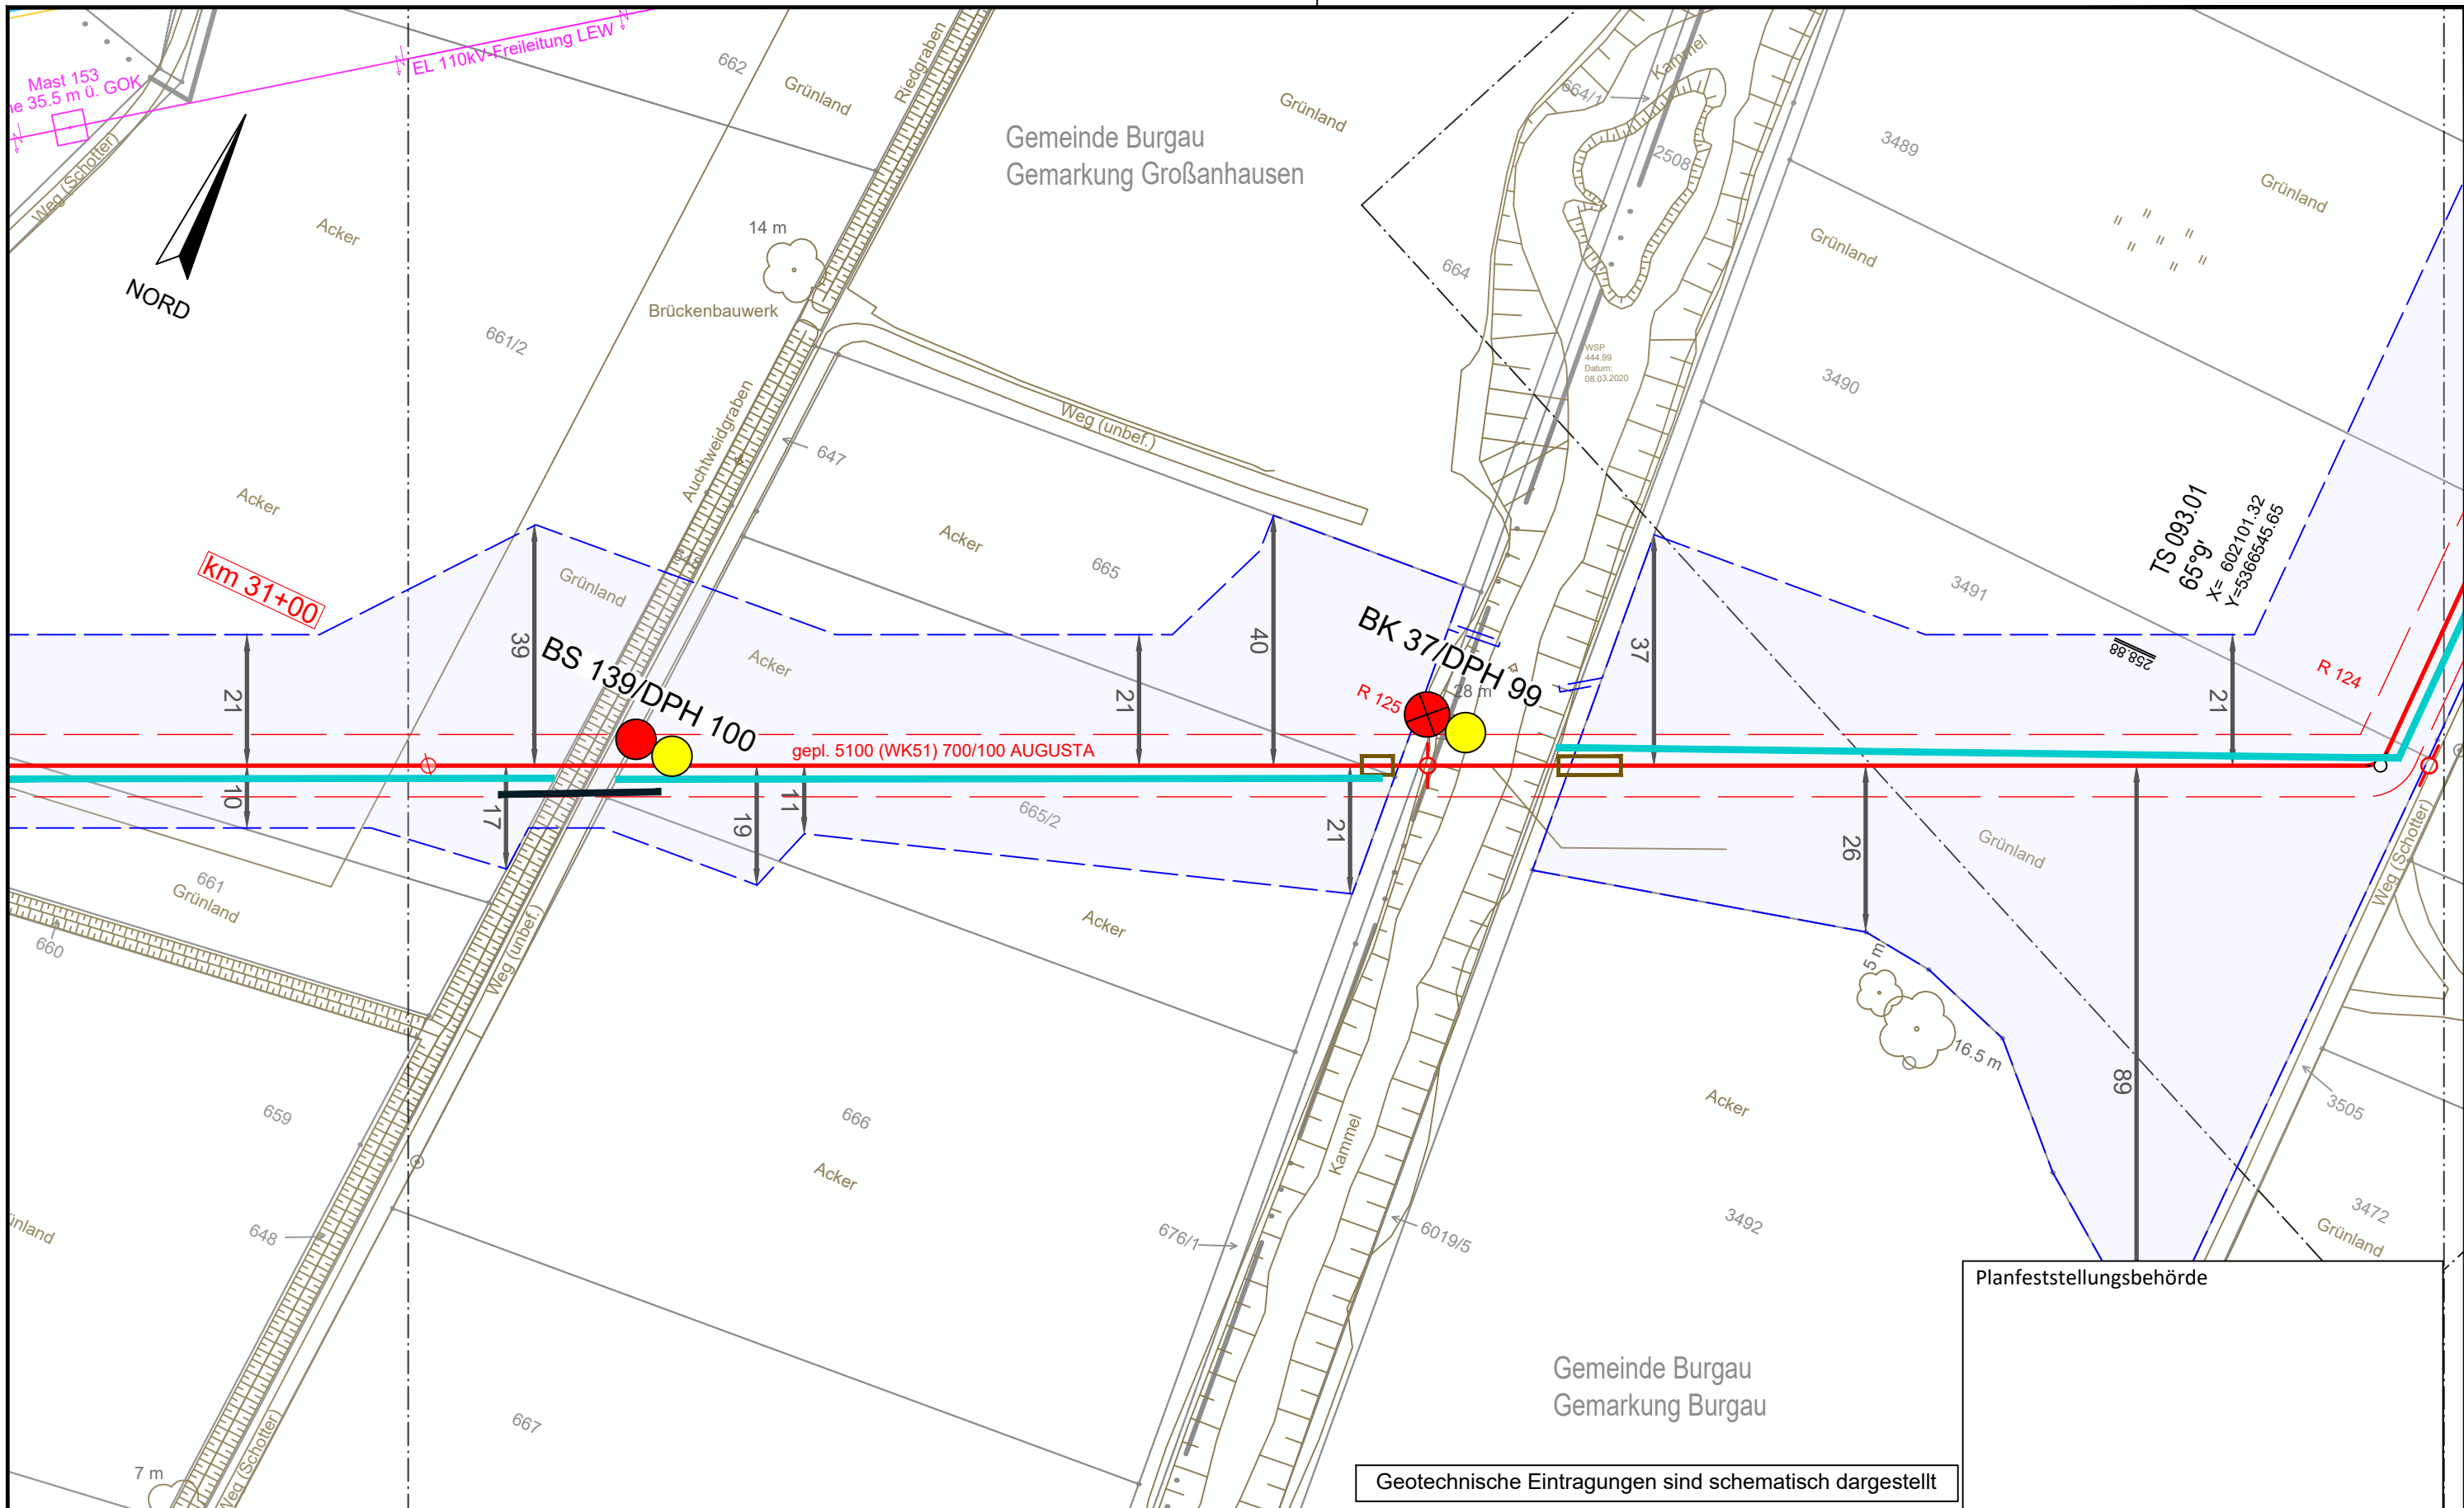 EL 110kV-Freileitung LEW
Mast 153
he 35.5 m ü. GOK
Weg (Schotter)
NORD
Acker
662
Grünland
Riedgraben
Gemeinde Burgau
Gemarkung Großanhausen
Grünland
Kammel
664/1
2508
3489
Grünland
Grünland
14 m
Brückenbauwerk
661/2
664
WSP
444.99
Datum:
08.03.2020
3490
Auchtweidgraben
647
Weg (unbef.)
Acker
Acker
665
km 31+00
Grünland
648
39
40
37
TS 093.01
65°9'
X= 602101.32
Y=5366545.65
3491
258.88
BS 139/DPH 100
Acker
BK 37/DPH 99
28 m
R 125
R 124
21
21
21
gepl. 5100 (WK51) 700/100 AUGUSTA
10
17
19
11
665/2
21
26
Grünland
Weg (Schotter)
661
Grünland
660
Weg (unbef.)
Acker
5 m
16.5 m
89
659
666
Acker
Kammel
Acker
3505
648
ünland
676/1
6019/5
3492
3472
Grünland
Planfeststellungsbehörde
Gemeinde Burgau
Gemarkung Burgau
667
7 m
Weg (Schotter)
Geotechnische Eintragungen sind schematisch dargestellt